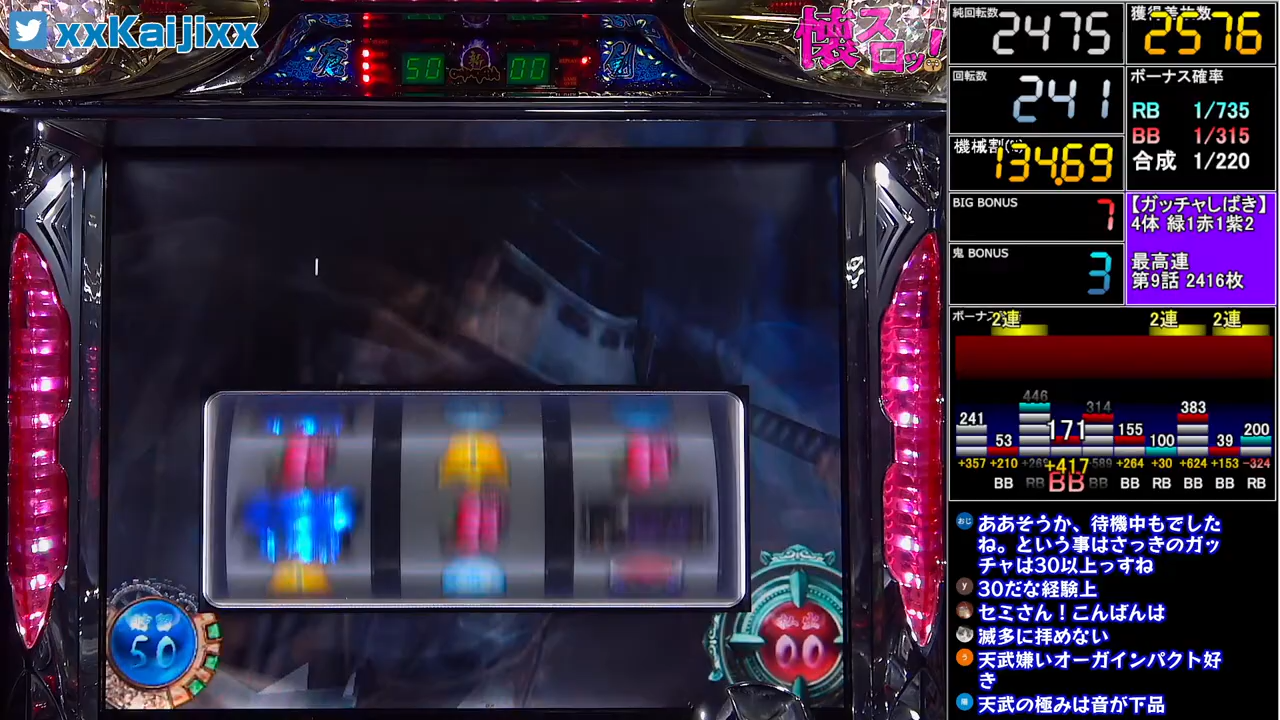 xxKaijixx
蒼
50
00
剣
懐スロッ!
純回転数
2475
獲得差枚数
2576
回転数
241
ボーナス確率
RB 1/735
BB 1/315
合成 1/220
機械割(%)
134.69
BIG BONUS
7
鬼 BONUS
3
【ガッチャしばき】
4体 緑1赤1紫2
最高連
第9話 2416枚
2連
2連
2連
241
53
446
171
314
155
100
383
39
200
+357
+210
+417
+264
+30
+624
+153
-324
BB
RB
BB
BB
BB
RB
BB
BB
RB
50
00
ああそうか、待機中もでした
ね。という事はさっきのガッ
チャは30以上っすね
30だな経験上
セミさん！こんばんは
滅多に拝めない
天武嫌いオーガインパクト好
き
天武の極みは音が下品